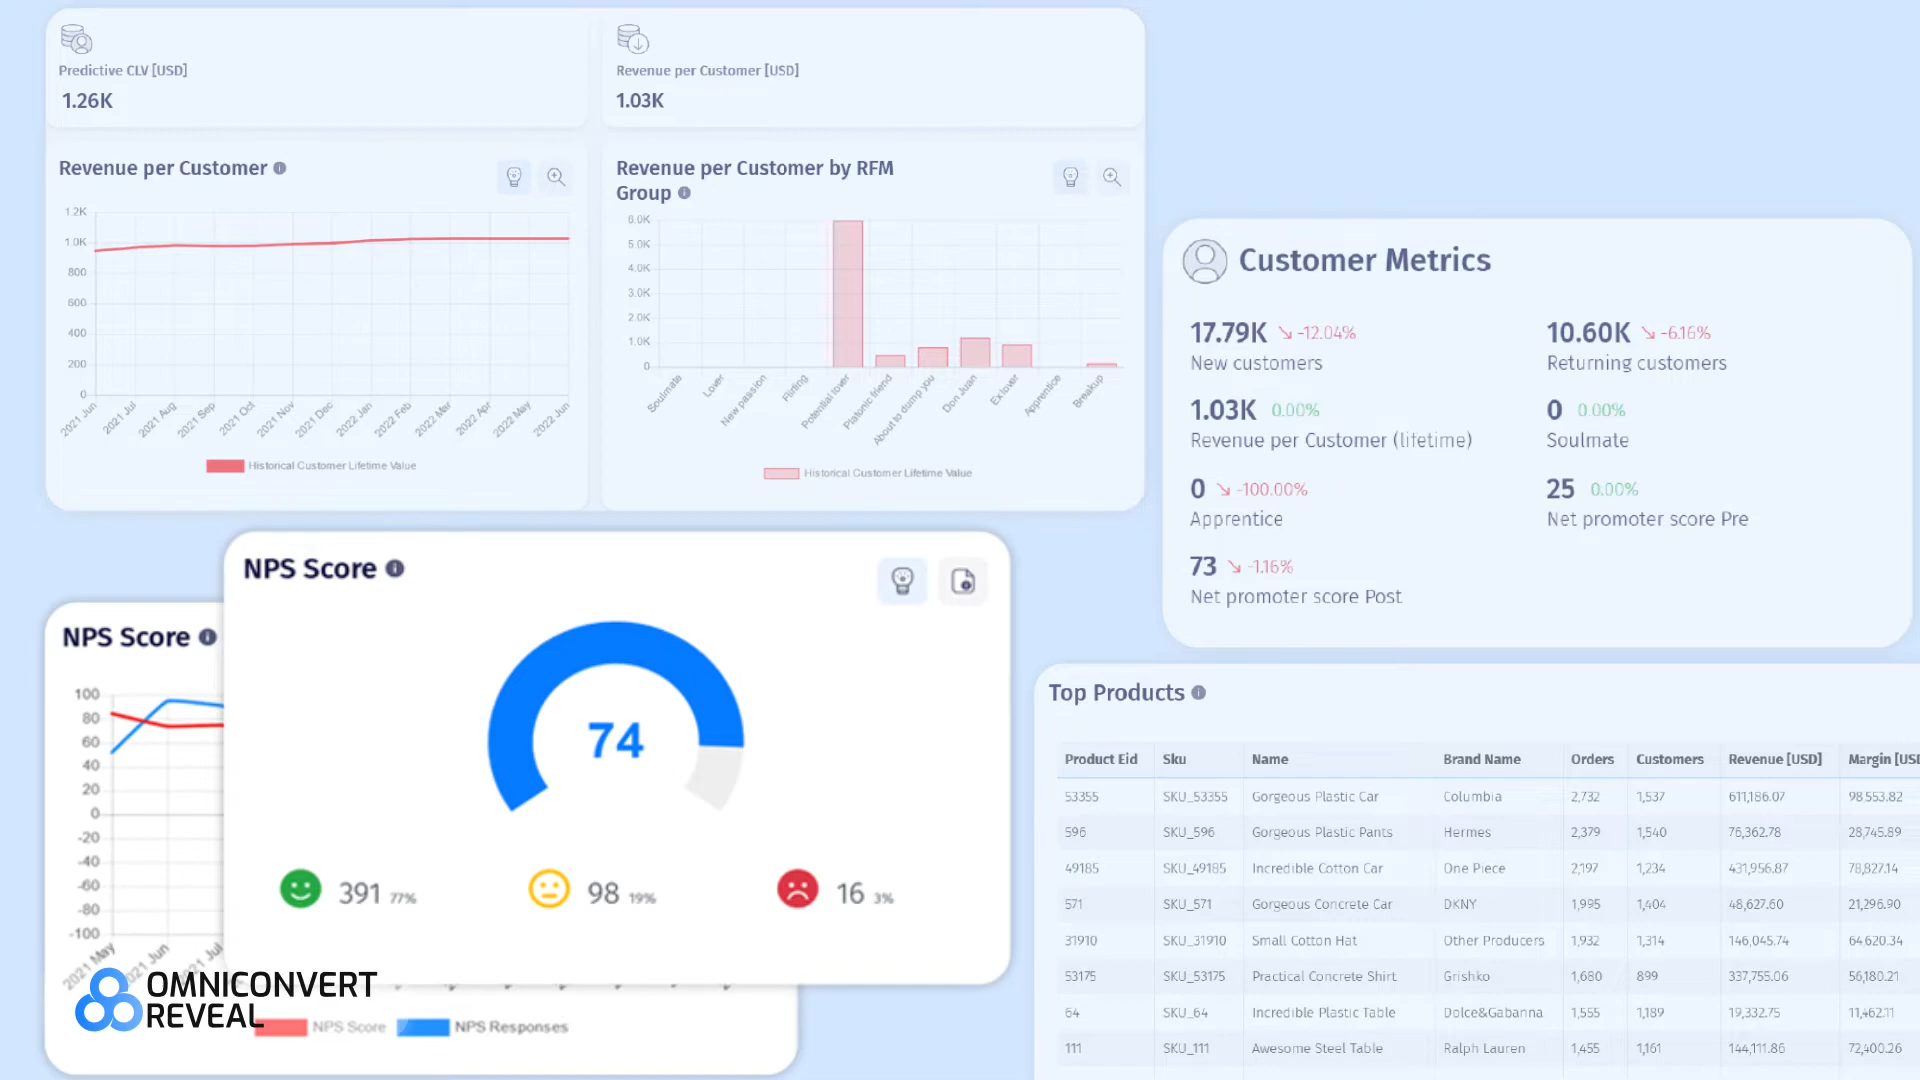 Predictive CLV [USD]
1.26K
Revenue per Customer [USD]
1.03K
Revenue per Customer
1.2K
1.0K
800
600
400
200
0
2021 Jun
2021 Jul
2021 Aug
2021 Sep
2021 Oct
2021 Nov
2021 Dec
2022 Jan
2022 Feb
2022 Mar
2022 Apr
2022 May
2022 Jun
Historical Customer Lifetime Value
Revenue per Customer by RFM
Group
6.0K
5.0K
4.0K
3.0K
2.0K
1.0K
0
Soulmate
Lover
New passion
Flirting
Potential lover
Platonic friend
About to dump you
Don Juan
Ex lover
Apprentice
Breakup
Historical Customer Lifetime Value
Customer Metrics
17.79K -12.04%
New customers
10.60K -6.16%
Returning customers
1.03K 0.00%
Revenue per Customer (lifetime)
0 0.00%
Soulmate
0 -100.00%
Apprentice
25 0.00%
Net promoter score Pre
73 -1.16%
Net promoter score Post
NPS Score
74
391 77%
98 19%
16 3%
NPS Score
100
80
60
40
20
0
-20
-40
-60
-80
-100
2021 May
2021 Jun
2021 Jul
NPS Score
NPS Responses
OMNICONVERT
REVEAL
Top Products
Product Eid Sku Name Brand Name Orders Customers Revenue [USD] Margin [USD
53355 SKU_53355 Gorgeous Plastic Car Columbia 2,732 1,537 611,186.07 98 553.82
596 SKU_596 Gorgeous Plastic Pants Hermes 2,379 1,540 76,362.78 28,745.89
49185 SKU_49185 Incredible Cotton Car One Piece 2,197 1,234 431,956.87 78,827.14
571 SKU_571 Gorgeous Concrete Car DKNY 1,995 1,404 48,627.60 21,296.90
31910 SKU_31910 Small Cotton Hat Other Producers 1,932 1,314 146,045.74 64 620.34
53175 SKU_53175 Practical Concrete Shirt Grishko 1,680 899 337,755.06 56,180.21
64 SKU_64 Incredible Plastic Table Dolce&Gabanna 1,555 1,189 19,332.75 11,462.11
111 SKU_111 Awesome Steel Table Ralph Lauren 1,455 1,161 144,111.86 72,400.26